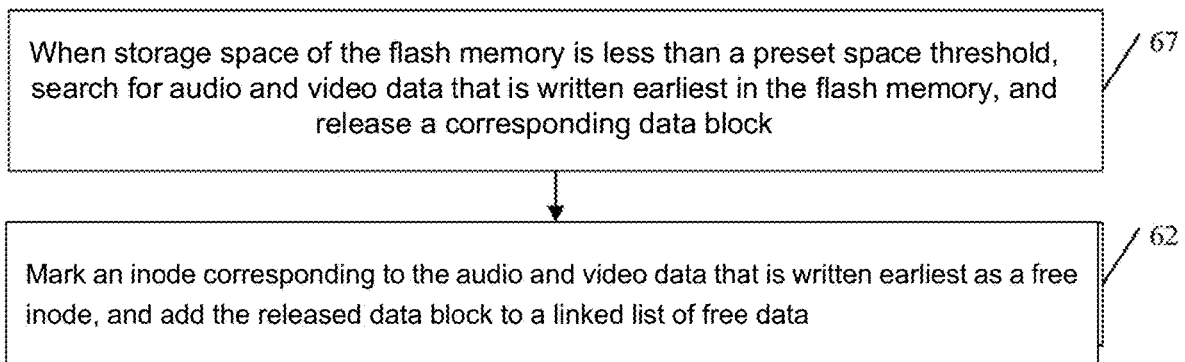 When storage space of the flash memory is less than a preset space threshold,
search for audio and video data that is written earliest in the flash memory, and
release a corresponding data block
67
Mark an inode corresponding to the audio and video data that is written earliest as a free
inode, and add the released data block to a linked list of free data
62